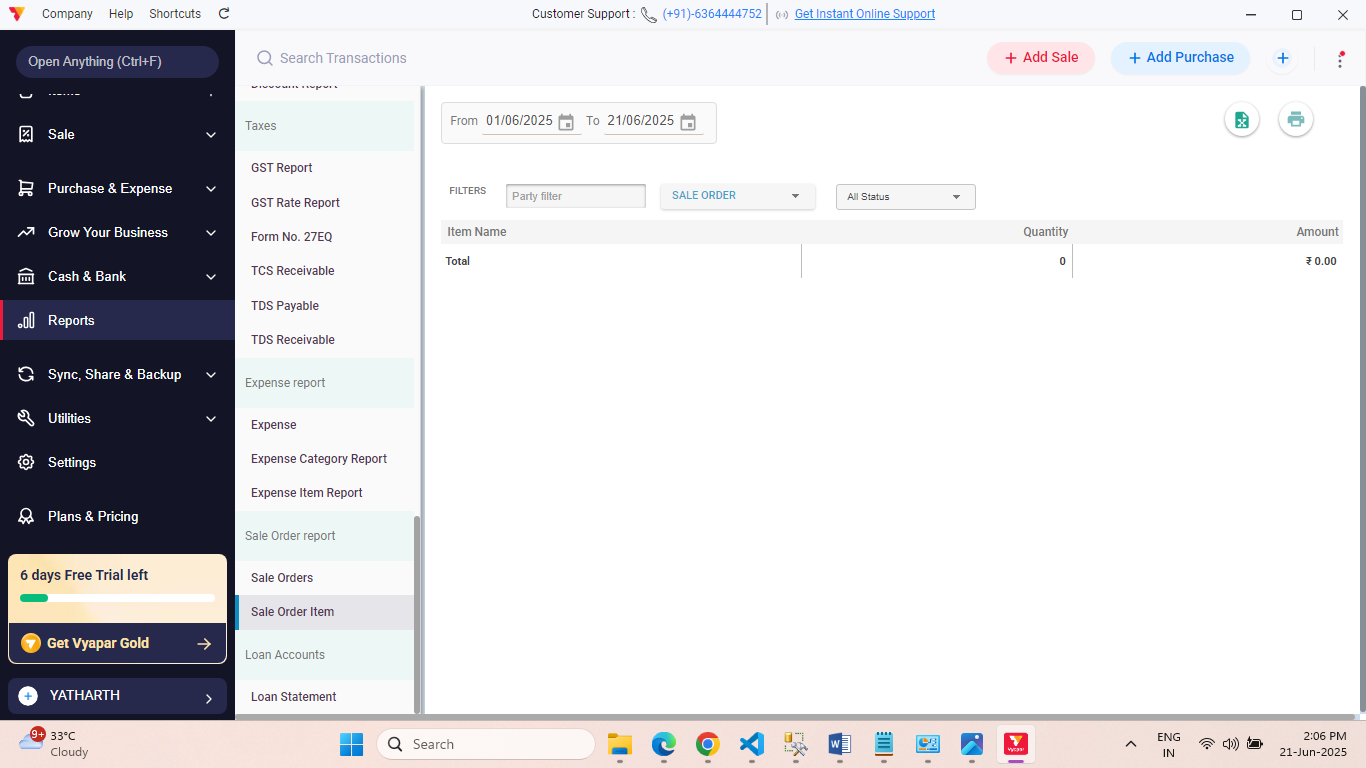 Company Help Shortcuts
Customer Support : (+91)-6364444752 Get Instant Online Support
Open Anything (Ctrl+F)
Search Transactions
Add Sale
Add Purchase
Items
Sale
Purchase & Expense
Grow Your Business
Cash & Bank
Reports
Sync, Share & Backup
Utilities
Settings
Plans & Pricing
6 days Free Trial left
Get Vyapar Gold
YATHARTH
Discount Report
Taxes
GST Report
GST Rate Report
Form No. 27EQ
TCS Receivable
TDS Payable
TDS Receivable
Expense report
Expense
Expense Category Report
Expense Item Report
Sale Order report
Sale Orders
Sale Order Item
Loan Accounts
Loan Statement
From 01/06/2025 To 21/06/2025
FILTERS Party filter SALE ORDER All Status
Item Name Quantity Amount
Total 0 ₹ 0.00
9+
33°C
Cloudy
Search
Vyapar
ENG
IN
2:06 PM
21-Jun-2025